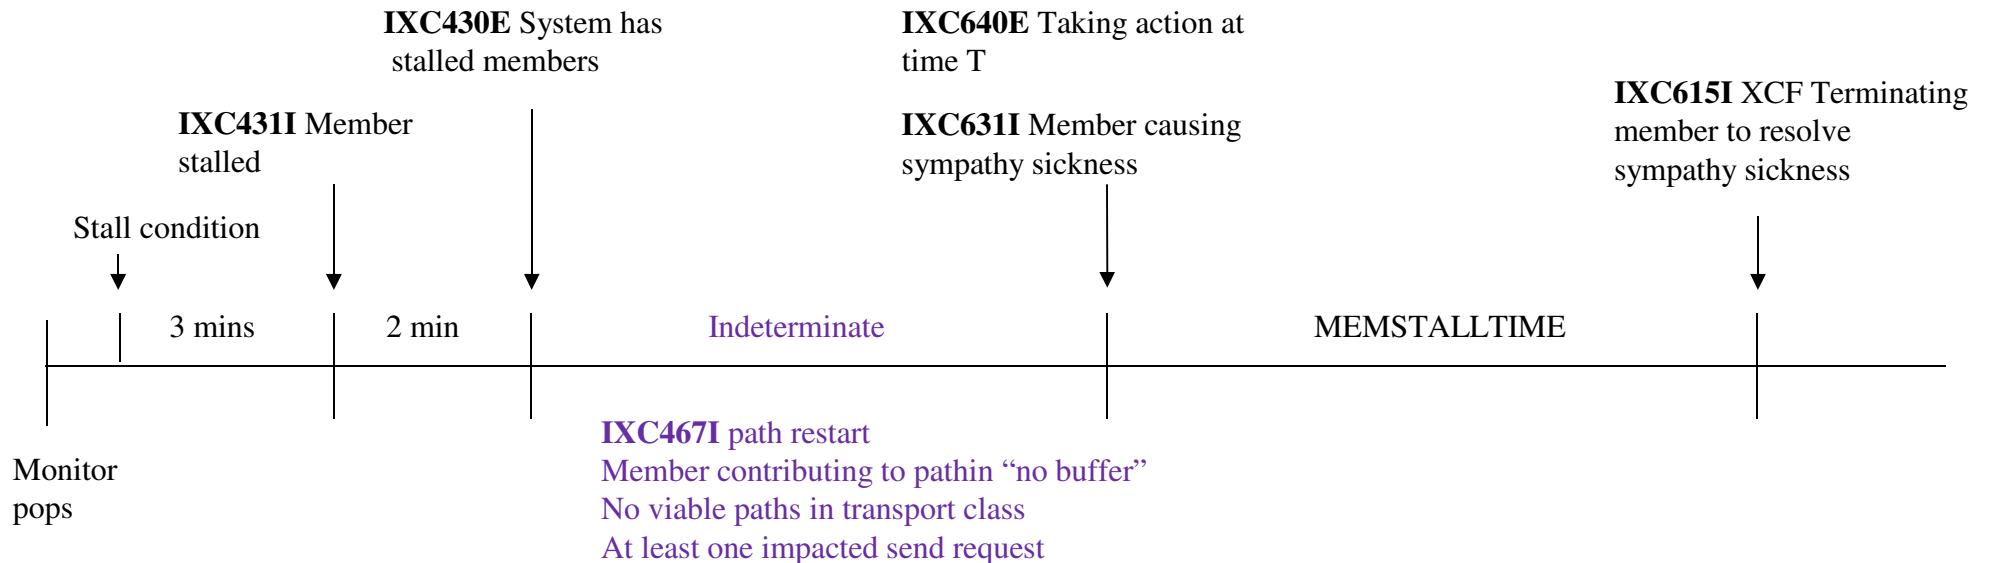 IXC430E System has
stalled members
IXC640E Taking action at
time T
IXC631I Member causing
sympathy sickness
IXC615I XCF Terminating
member to resolve
sympathy sickness
IXC431I Member
stalled
Stall condition
3 mins
2 min
Indeterminate
MEMSTALLTIME
Monitor
pops
IXC467I path restart
Member contributing to pathin “no buffer”
No viable paths in transport class
At least one impacted send request